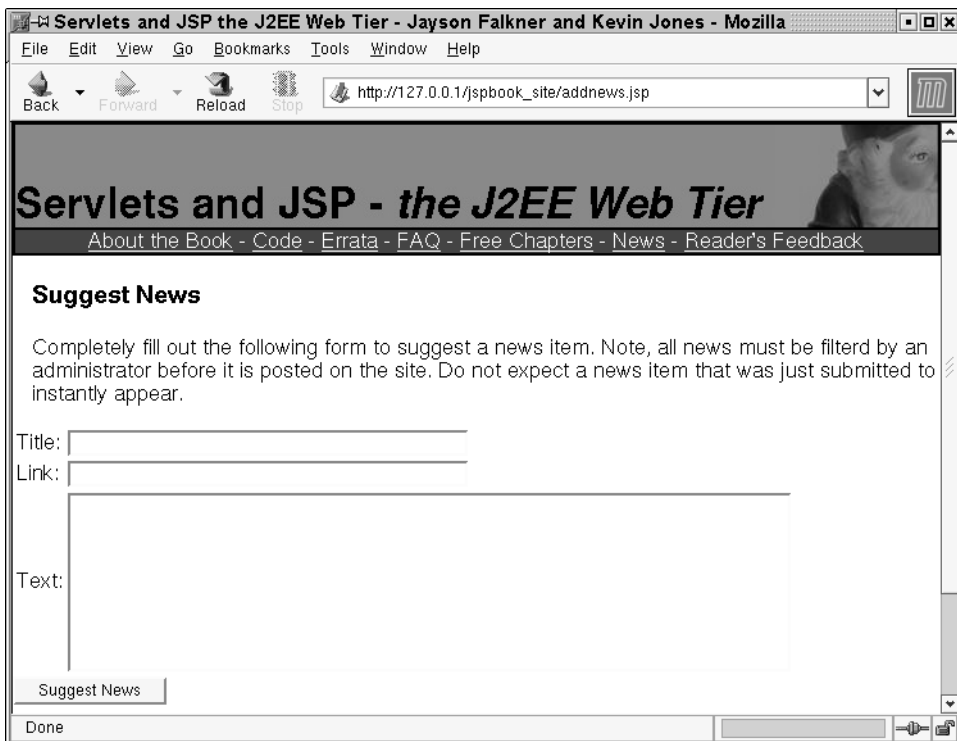 Servlets and JSP the J2EE Web Tier - Jayson Falkner and Kevin Jones - Mozilla
File Edit View Go Bookmarks Tools Window Help
Back Forward Reload Stop http://127.0.0.1/jspbook_site/addnews.jsp
Servlets and JSP - the J2EE Web Tier
About the Book - Code - Errata - FAQ - Free Chapters - News - Reader's Feedback
Suggest News
Completely fill out the following form to suggest a news item. Note, all news must be filterd by an
administrator before it is posted on the site. Do not expect a news item that was just submitted to
instantly appear.
Title:
Link:
Text:
Suggest News
Done